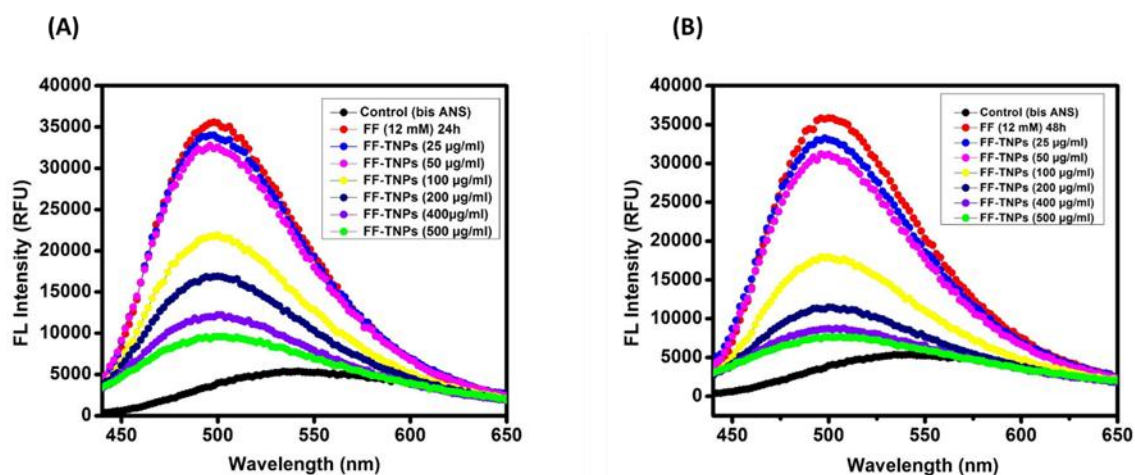 (A)
40000
35000
30000
25000
20000
15000
10000
5000
0
FL Intensity (RFU)
450 500 550 600 650
Wavelength (nm)
Control (bis ANS)
FF (12 mM) 24h
FF-TNPs (25 µg/ml)
FF-TNPs (50 µg/ml)
FF-TNPs (100 µg/ml)
FF-TNPs (200 µg/ml)
FF-TNPs (400µg/ml)
FF-TNPs (500 µg/ml)
(B)
40000
35000
30000
25000
20000
15000
10000
5000
0
FL Intensity (RFU)
450 500 550 600 650
Wavelength (nm)
Control (bis ANS)
FF (12 mM) 48h
FF-TNPs (25 µg/ml)
FF-TNPs (50 µg/ml)
FF-TNPs (100 µg/ml)
FF-TNPs (200 µg/ml)
FF-TNPs (400 µg/ml)
FF-TNPs (500 µg/ml)